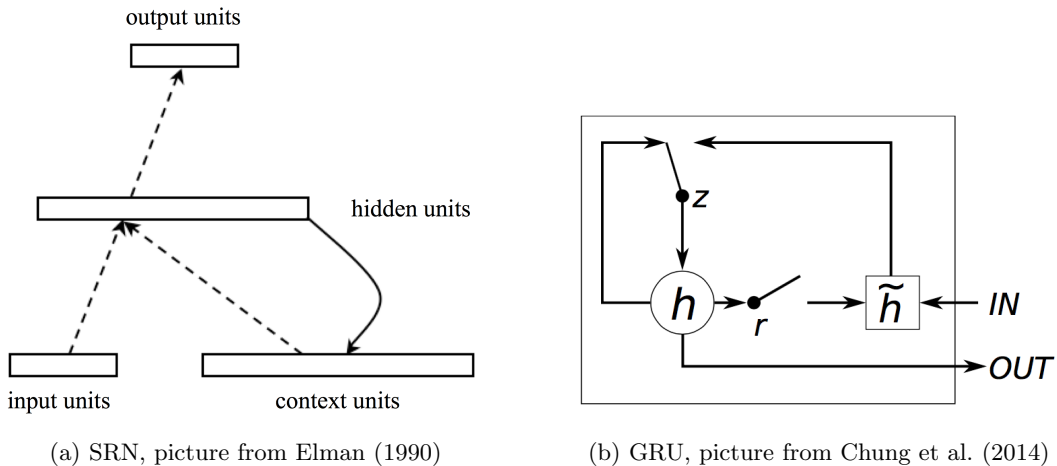 output units
hidden units
input units
context units
(a) SRN, picture from Elman (1990)
z
h
r
h̃
IN
OUT
(b) GRU, picture from Chung et al. (2014)